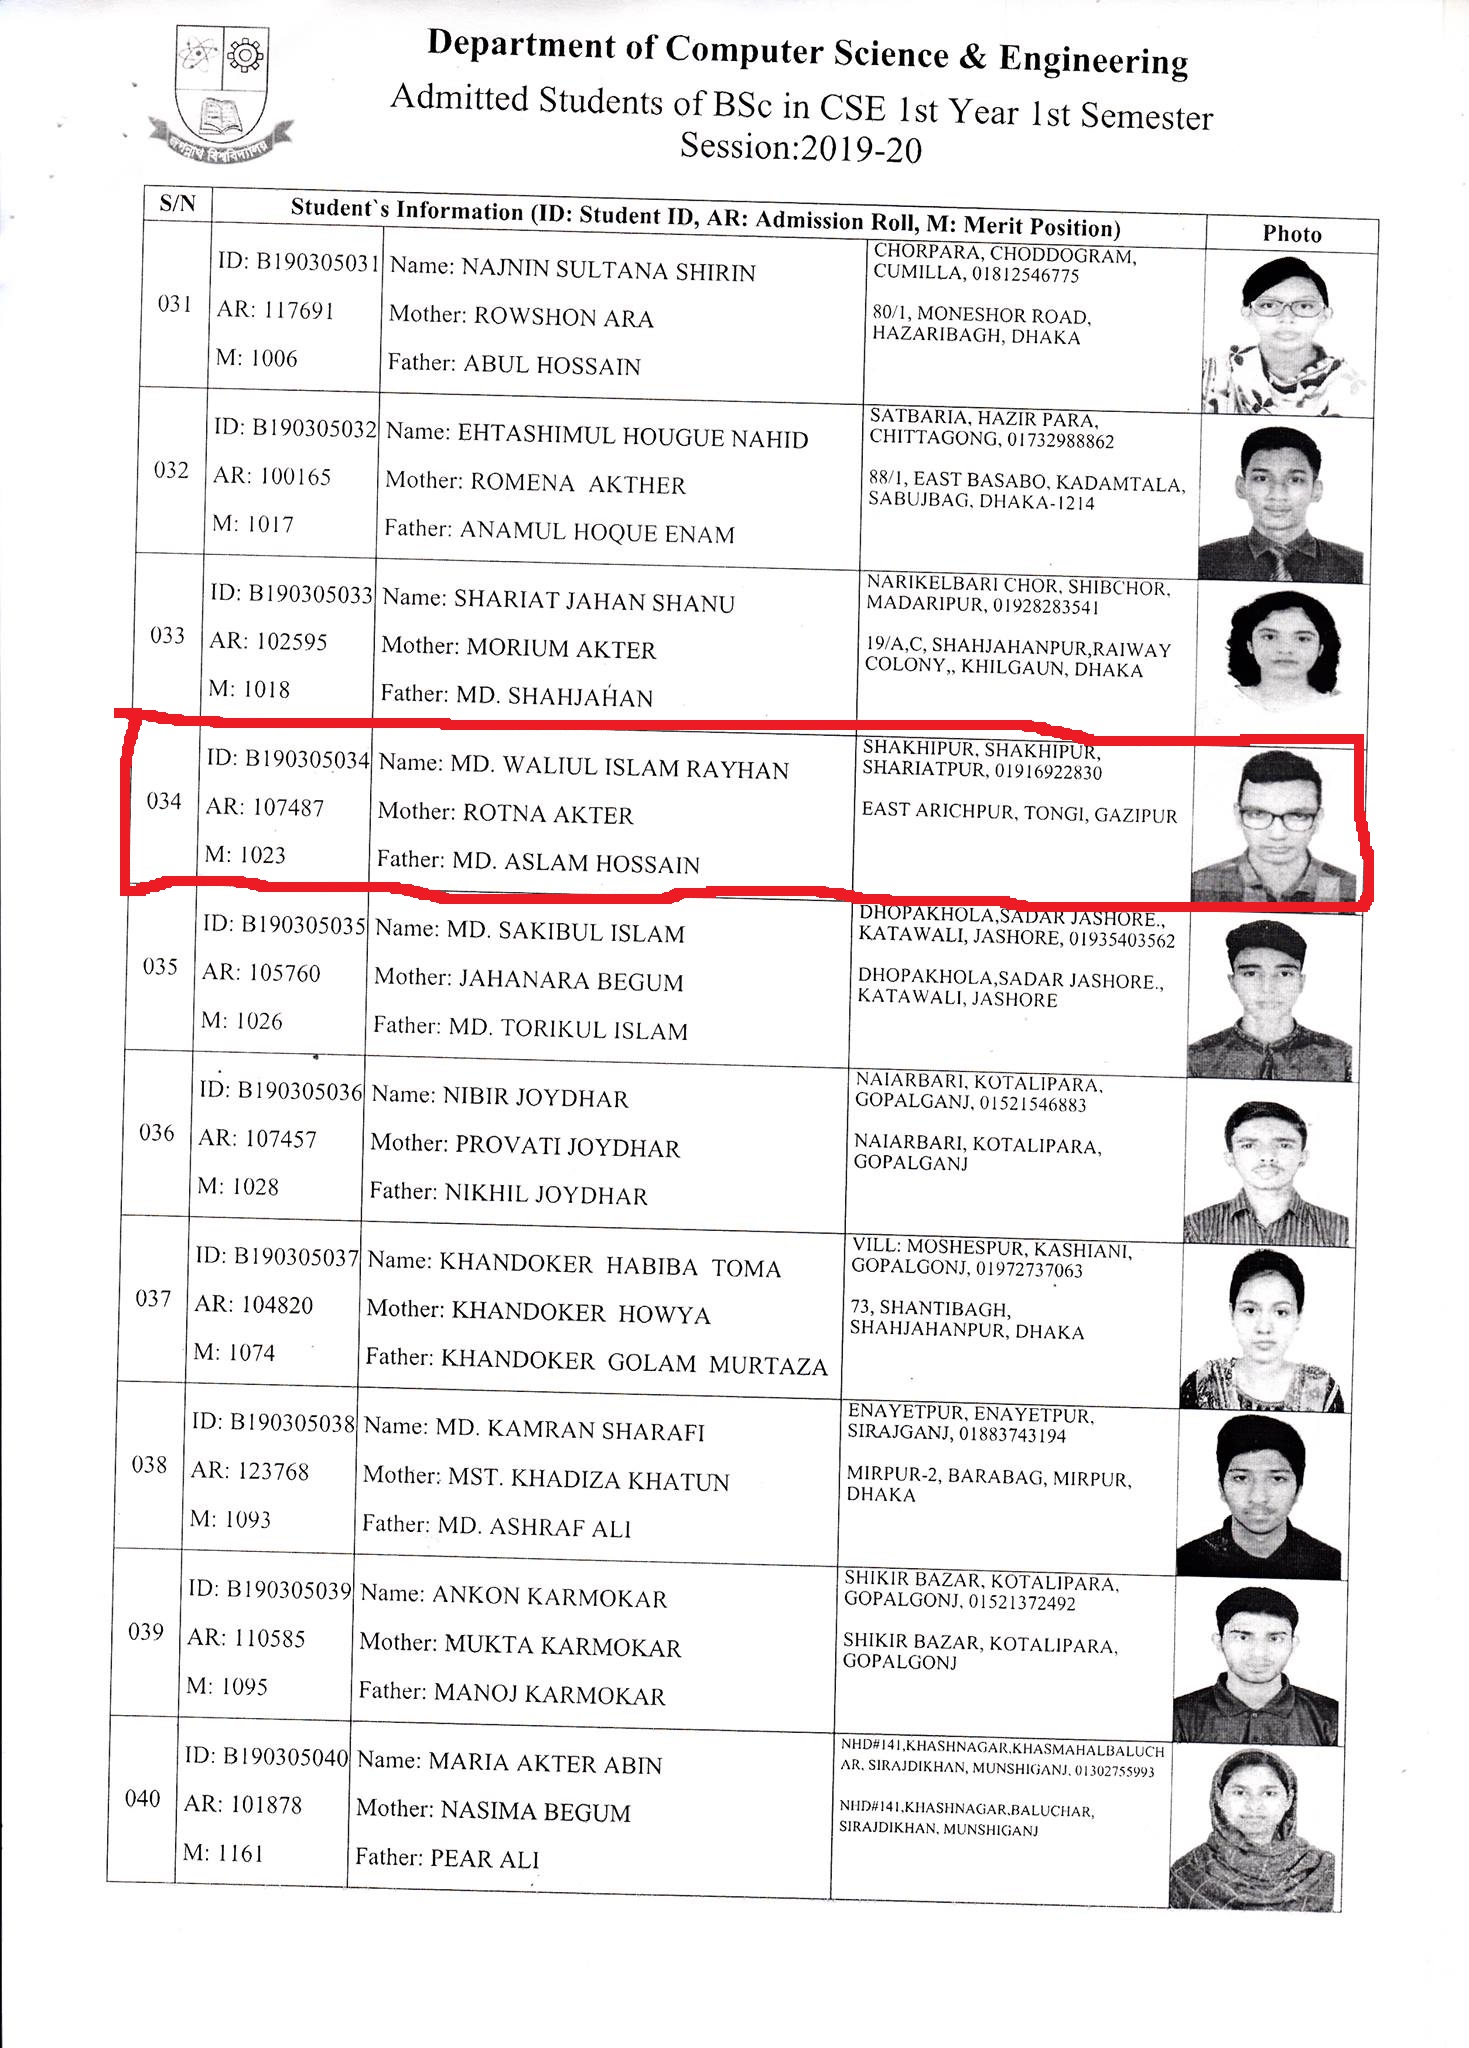 জগন্নাথ বিশ্ববিদ্যালয়
Department of Computer Science & Engineering
Admitted Students of BSc in CSE 1st Year 1st Semester
Session:2019-20
S/N Student`s Information (ID: Student ID, AR: Admission Roll, M: Merit Position) Photo
031
ID: B190305031
AR: 117691
M: 1006
Name: NAJNIN SULTANA SHIRIN
Mother: ROWSHON ARA
Father: ABUL HOSSAIN
CHORPARA, CHODDOGRAM,
CUMILLA, 01812546775
80/1, MONESHOR ROAD,
HAZARIBAGH, DHAKA
032
ID: B190305032
AR: 100165
M: 1017
Name: EHTASHIMUL HOUGUE NAHID
Mother: ROMENA AKTHER
Father: ANAMUL HOQUE ENAM
SATBARIA, HAZIR PARA,
CHITTAGONG, 01732988862
88/1, EAST BASABO, KADAMTALA,
SABUJBAG, DHAKA-1214
033
ID: B190305033
AR: 102595
M: 1018
Name: SHARIAT JAHAN SHANU
Mother: MORIUM AKTER
Father: MD. SHAHJAHAN
NARIKELBARI CHOR, SHIBCHOR,
MADARIPUR, 01928283541
19/A,C, SHAHJAHANPUR,RAIWAY
COLONY,, KHILGAUN, DHAKA
034
ID: B190305034
AR: 107487
M: 1023
Name: MD. WALIUL ISLAM RAYHAN
Mother: ROTNA AKTER
Father: MD. ASLAM HOSSAIN
SHAKHIPUR, SHAKHIPUR,
SHARIATPUR, 01916922830
EAST ARICHPUR, TONGI, GAZIPUR
035
ID: B190305035
AR: 105760
M: 1026
Name: MD. SAKIBUL ISLAM
Mother: JAHANARA BEGUM
Father: MD. TORIKUL ISLAM
DHOPAKHOLA,SADAR JASHORE.,
KATAWALI, JASHORE, 01935403562
DHOPAKHOLA,SADAR JASHORE.,
KATAWALI, JASHORE
036
ID: B190305036
AR: 107457
M: 1028
Name: NIBIR JOYDHAR
Mother: PROVATI JOYDHAR
Father: NIKHIL JOYDHAR
NAIARBARI, KOTALIPARA,
GOPALGANJ, 01521546883
NAIARBARI, KOTALIPARA,
GOPALGANJ
037
ID: B190305037
AR: 104820
M: 1074
Name: KHANDOKER HABIBA TOMA
Mother: KHANDOKER HOWYA
Father: KHANDOKER GOLAM MURTAZA
VILL: MOSHESPUR, KASHIANI,
GOPALGONJ, 01972737063
73, SHANTIBAGH,
SHAHJAHANPUR, DHAKA
038
ID: B190305038
AR: 123768
M: 1093
Name: MD. KAMRAN SHARAFI
Mother: MST. KHADIZA KHATUN
Father: MD. ASHRAF ALI
ENAYETPUR, ENAYETPUR,
SIRAJGANJ, 01883743194
MIRPUR-2, BARABAG, MIRPUR,
DHAKA
039
ID: B190305039
AR: 110585
M: 1095
Name: ANKON KARMOKAR
Mother: MUKTA KARMOKAR
Father: MANOJ KARMOKAR
SHIKIR BAZAR, KOTALIPARA,
GOPALGONJ, 01521372492
SHIKIR BAZAR, KOTALIPARA,
GOPALGONJ
040
ID: B190305040
AR: 101878
M: 1161
Name: MARIA AKTER ABIN
Mother: NASIMA BEGUM
Father: PEAR ALI
NHD#141,KHASHNAGAR,KHASMAHALBALUCH
AR, SIRAJDIKHAN, MUNSHIGANJ, 01302755993
NHD#141,KHASHNAGAR,BALUCHAR,
SIRAJDIKHAN, MUNSHIGANJ